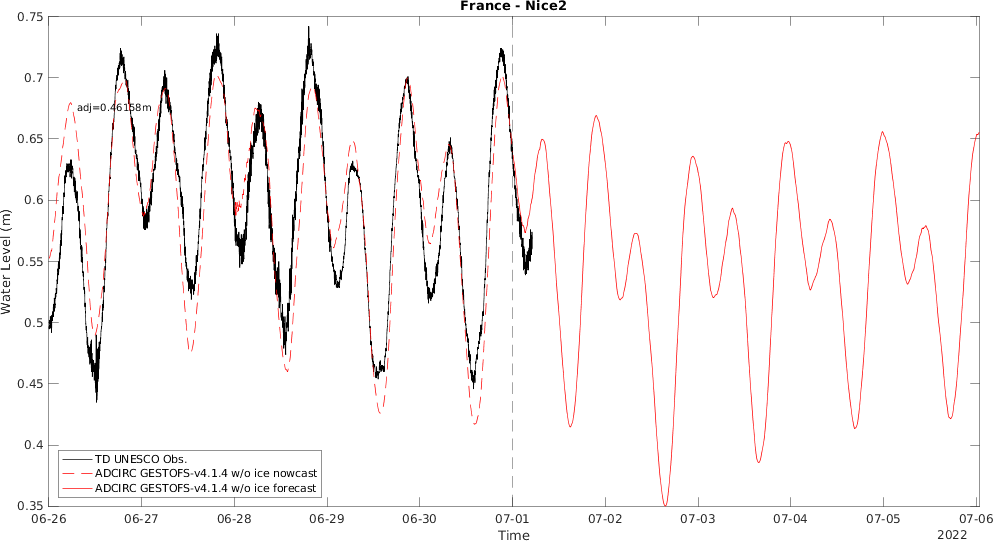 France - Nice2
0.75
0.7
0.65
0.6
0.55
0.5
0.45
0.4
0.35
Water Level (m)
adj=0.46158m
TD UNESCO Obs.
ADCIRC GESTOFS-v4.1.4 w/o ice nowcast
ADCIRC GESTOFS-v4.1.4 w/o ice forecast
06-26 06-27 06-28 06-29 06-30 07-01 07-02 07-03 07-04 07-05 07-06
Time
2022